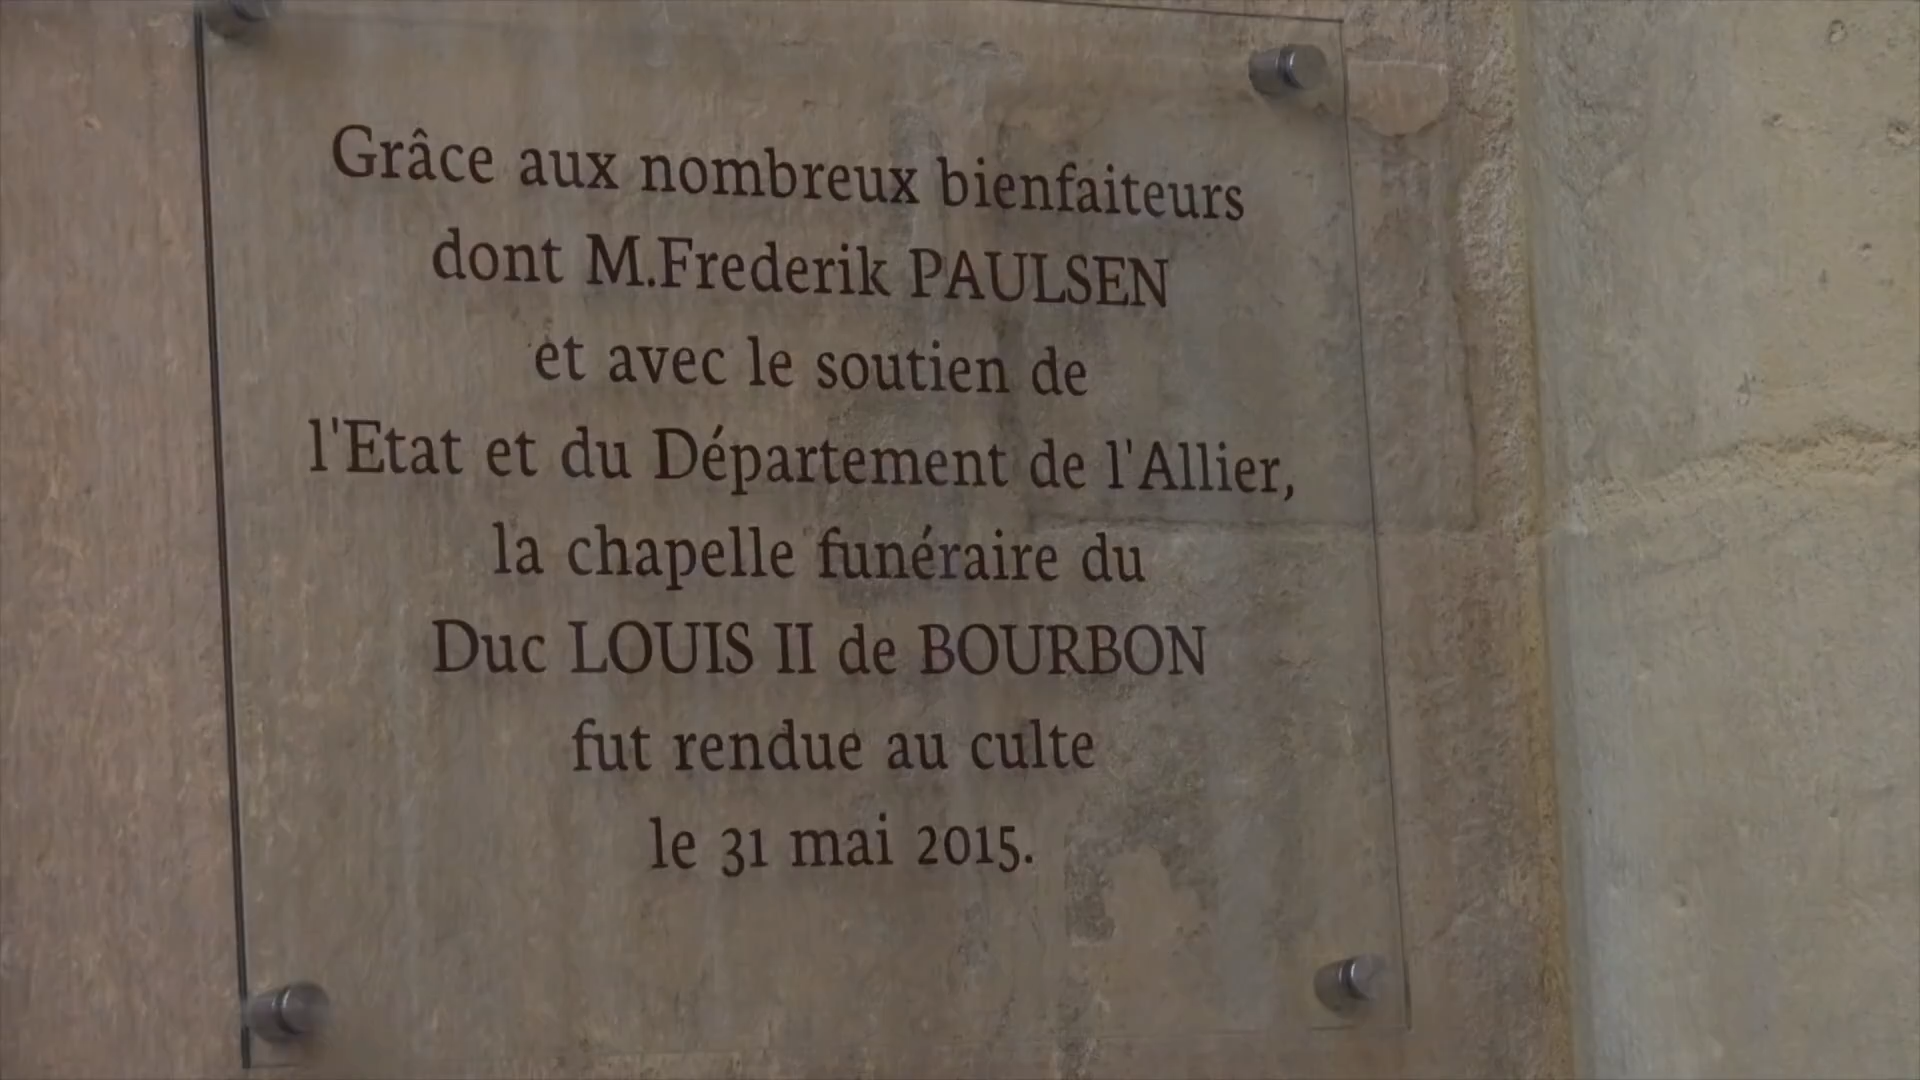 Grâce aux nombreux bienfaiteurs
dont M.Frederik PAULSEN
et avec le soutien de
l'Etat et du Département de l'Allier,
la chapelle funéraire du
Duc LOUIS II de BOURBON
fut rendue au culte
le 31 mai 2015.